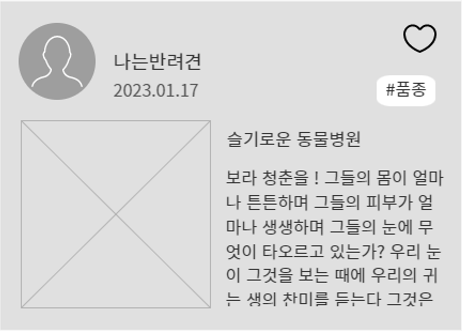 나는반려견
2023.01.17
#품종
슬기로운 동물병원
보라 청춘을 ! 그들의 몸이 얼마
나 튼튼하며 그들의 피부가 얼
마나 생생하며 그들의 눈에 무
엇이 타오르고 있는가? 우리 눈
이 그것을 보는 때에 우리의 귀
는 생의 찬미를 듣는다 그것은